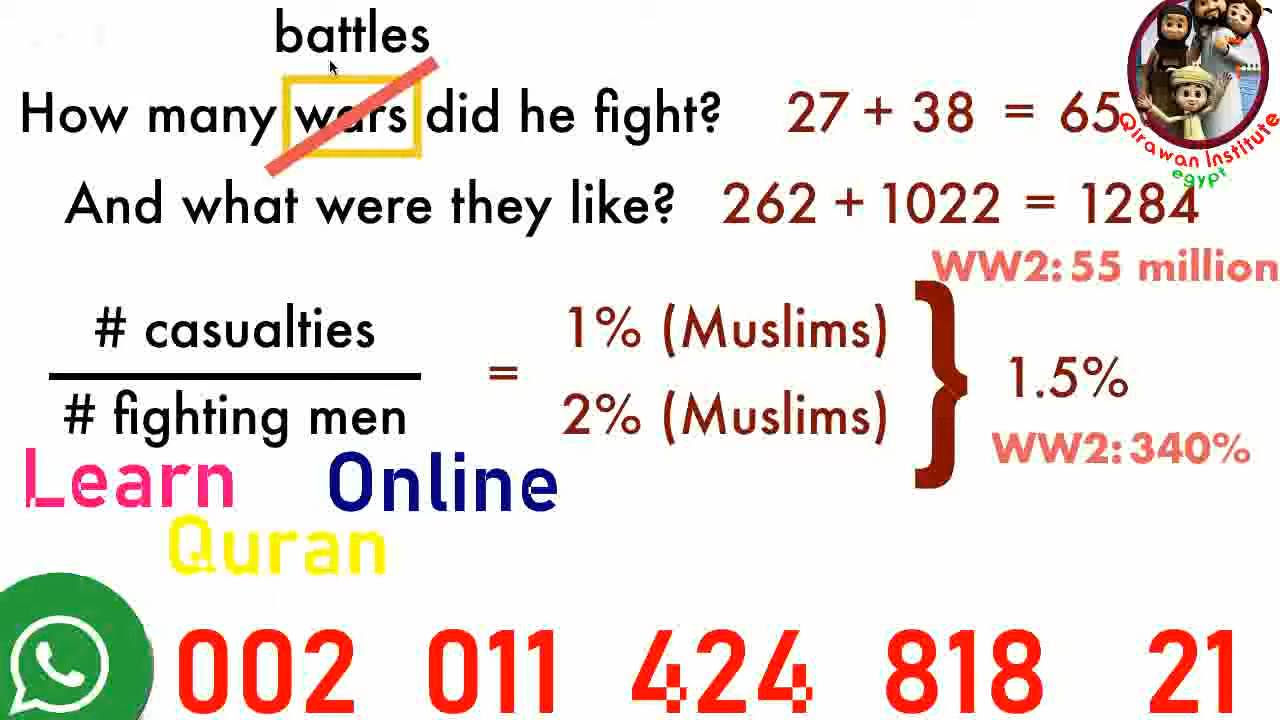 battles
How many wars did he fight? 27 + 38 = 65
And what were they like? 262 + 1022 = 1284
WW2: 55 million
# casualties
# fighting men
=
1% (Muslims)
2% (Muslims)
} 1.5%
WW2: 340%
Learn Online
Quran
002 011 424 818 21
Qirawan Institute
egypt